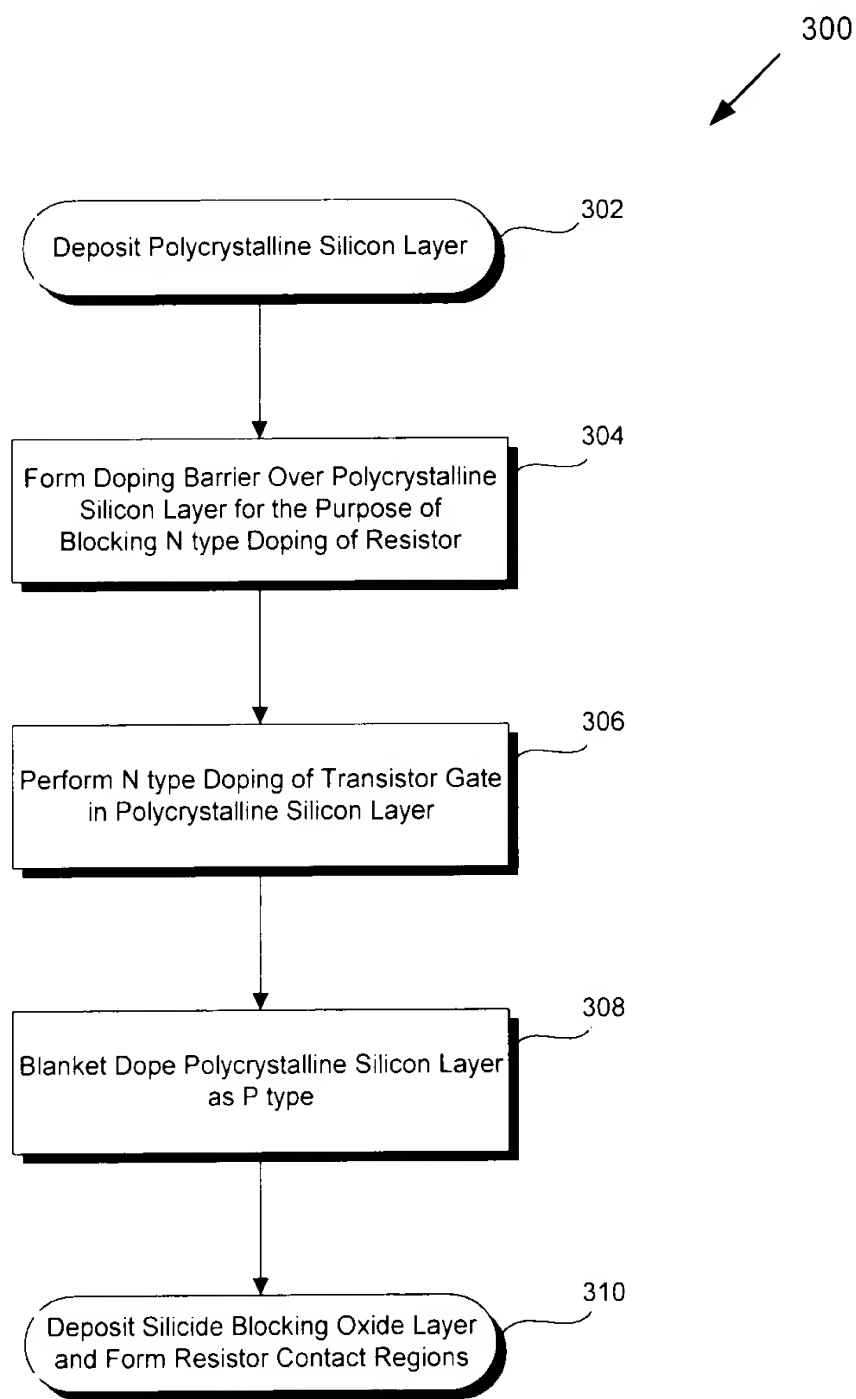 300
Deposit Polycrystalline Silicon Layer
302
Form Doping Barrier Over Polycrystalline
Silicon Layer for the Purpose of
Blocking N type Doping of Resistor
304
Perform N type Doping of Transistor Gate
in Polycrystalline Silicon Layer
306
Blanket Dope Polycrystalline Silicon Layer
as P type
308
Deposit Silicide Blocking Oxide Layer
and Form Resistor Contact Regions
310